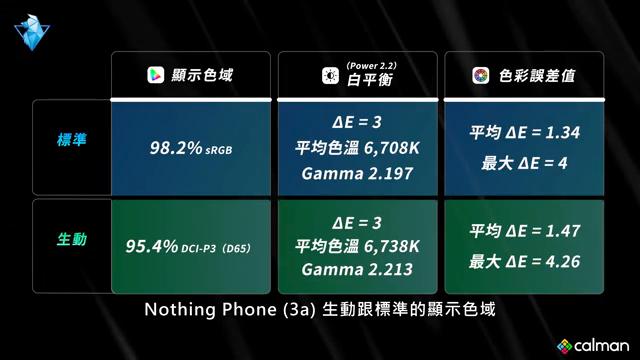 顯示色域
(Power 2.2)
白平衡
色彩誤差值
標準
98.2% sRGB
ΔE = 3
平均色溫 6,708K
Gamma 2.197
平均 ΔE = 1.34
最大 ΔE = 4
生動
95.4% DCI-P3（D65）
ΔE = 3
平均色溫 6,738K
Gamma 2.213
平均 ΔE = 1.47
最大 ΔE = 4.26
Nothing Phone (3a) 生動跟標準的顯示色域
calman